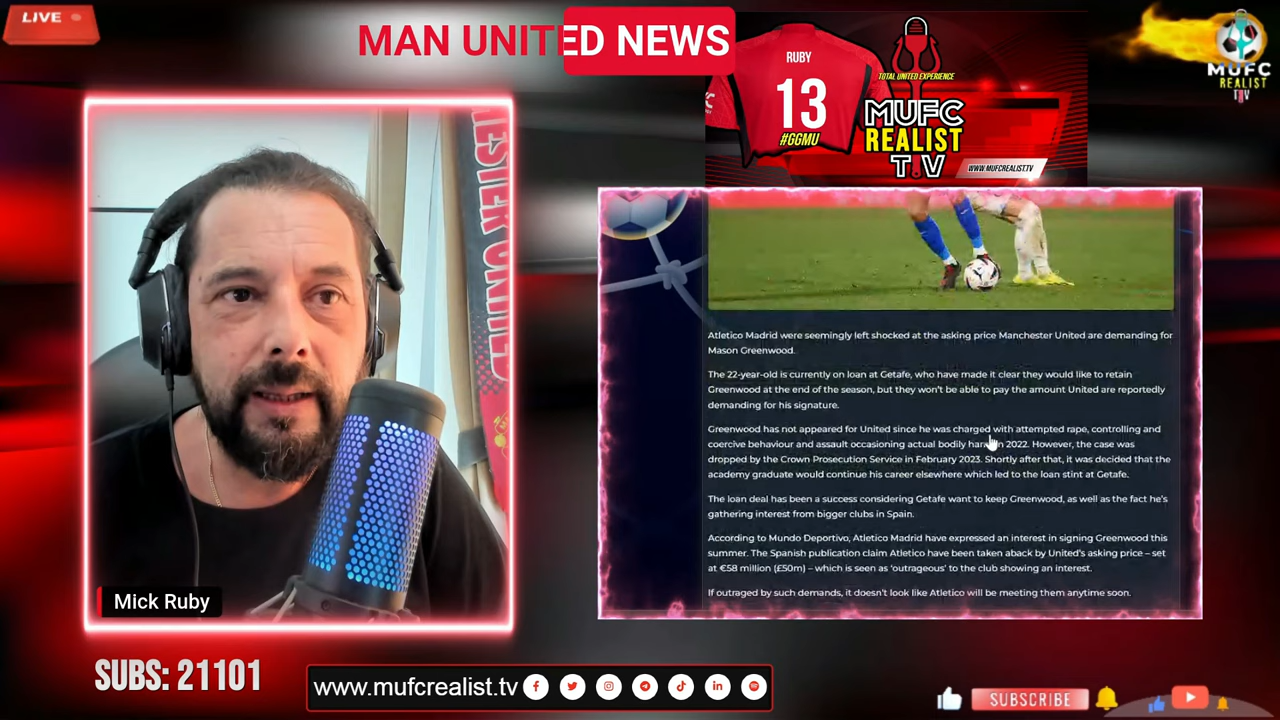 LIVE
MAN UNITED NEWS
RUBY
13
#GGMU
TOTAL UNITED EXPERIENCE
MUFC
REALIST
T.V
WWW.MUFCREALIST.TV
MUFC
REALIST
TV
Atletico Madrid were seemingly left shocked at the asking price Manchester United are demanding for
Mason Greenwood.
The 22-year-old is currently on loan at Getafe, who have made it clear they would like to retain
Greenwood at the end of the season, but they won't be able to pay the amount United are reportedly
demanding for his signature.
Greenwood has not appeared for United since he was charged with attempted rape, controlling and
coercive behaviour and assault occasioning actual bodily harm in 2022. However, the case was
dropped by the Crown Prosecution Service in February 2023. Shortly after that, it was decided that the
academy graduate would continue his career elsewhere which led to the loan stint at Getafe.
The loan deal has been a success considering Getafe want to keep Greenwood, as well as the fact he's
gathering interest from bigger clubs in Spain.
According to Mundo Deportivo, Atletico Madrid have expressed an interest in signing Greenwood this
summer. The Spanish publication claim Atletico have been taken aback by United's asking price – set
at €58 million (£50m) – which is seen as 'outrageous' to the club showing an interest.
If outraged by such demands, it doesn't look like Atletico will be meeting them anytime soon.
ESTER UNITED
Mick Ruby
SUBS: 21101
www.mufcrealist.tv
SUBSCRIBE